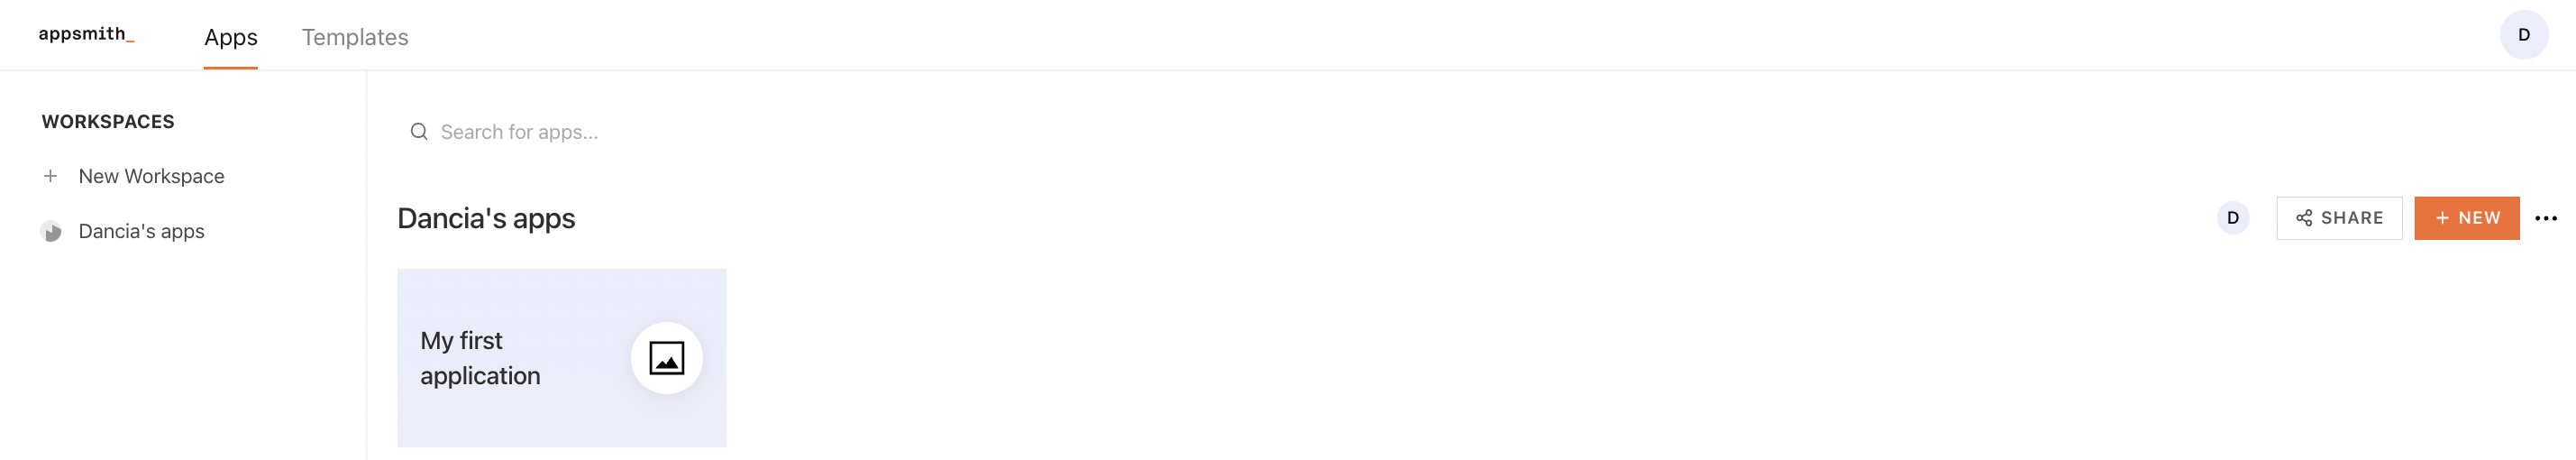 appsmith_
Apps
Templates
D
WORKSPACES
New Workspace
Dancia's apps
Search for apps...
Dancia's apps
D
SHARE
+ NEW
My first
application